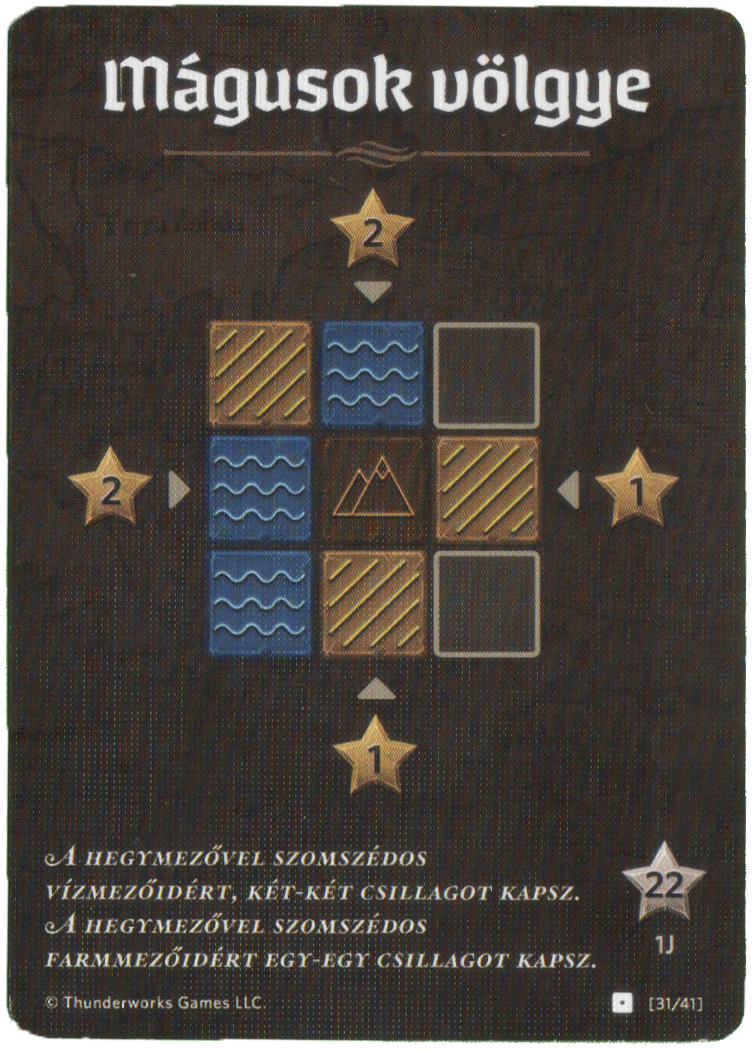 Mágusok völgye
2
2
1
1
A HEGYMEZŐVEL SZOMSZÉDOS
VÍZMEZŐIDÉRT, KÉT-KÉT CSILLAGOT KAPSZ.
A HEGYMEZŐVEL SZOMSZÉDOS
FARMMEZŐIDÉRT EGY-EGY CSILLAGOT KAPSZ.
22
1J
© Thunderworks Games LLC.
[31/41]